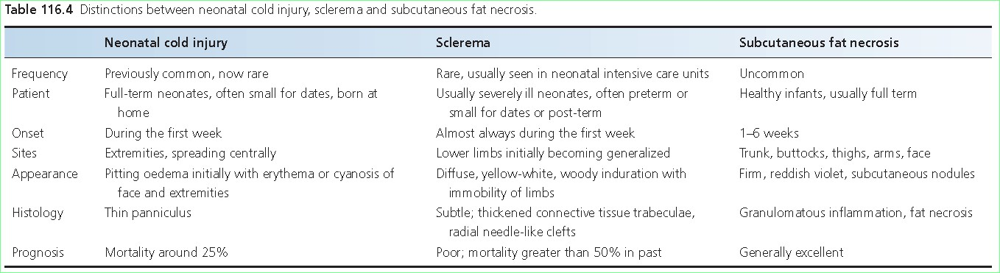 Table 116.4 Distinctions between neonatal cold injury, sclerema and subcutaneous fat necrosis.
Neonatal cold injury Sclerema Subcutaneous fat necrosis
Frequency Previously common, now rare Rare, usually seen in neonatal intensive care units Uncommon
Patient Full-term neonates, often small for dates, born at Usually severely ill neonates, often preterm or Healthy infants, usually full term
home small for dates or post-term
Onset During the first week Almost always during the first week 1–6 weeks
Sites Extremities, spreading centrally Lower limbs initially becoming generalized Trunk, buttocks, thighs, arms, face
Appearance Pitting oedema initially with erythema or cyanosis of Diffuse, yellow-white, woody induration with Firm, reddish violet, subcutaneous nodules
face and extremities immobility of limbs
Histology Thin panniculus Subtle; thickened connective tissue trabeculae, Granulomatous inflammation, fat necrosis
radial needle-like clefts
Prognosis Mortality around 25% Poor; mortality greater than 50% in past Generally excellent